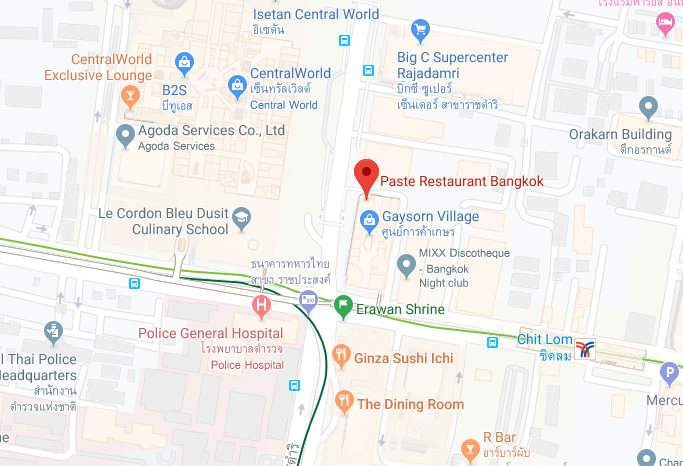 Isetan Central World
อิเซตัน
CentralWorld
Exclusive Lounge
B2S
บีทูเอส
CentralWorld
เซ็นทรัลเวิลด์
Central World
Big C Supercenter
Rajadamri
บิ๊กซี ซูเปอร์
เซ็นเตอร์ สาขาราชดำริ
Agoda Services Co., Ltd
Agoda Services
Orakarn Building
ตึกอรกานต์
Paste Restaurant Bangkok
Le Cordon Bleu Dusit
Culinary School
Gaysorn Village
ศูนย์การค้าเกษร
MIXX Discotheque
- Bangkok
Night club
ธนาคารทหารไทย
สาขา ราชประสงค์
Erawan Shrine
Police General Hospital
โรงพยาบาลตำรวจ
Police Hospital
Thai Police
Headquarters
สำนักงาน
ตำรวจแห่งชาติ
Chit Lom
ชิดลม
Ginza Sushi Ichi
The Dining Room
R Bar
อาร์บาร์ผับ
Mercu